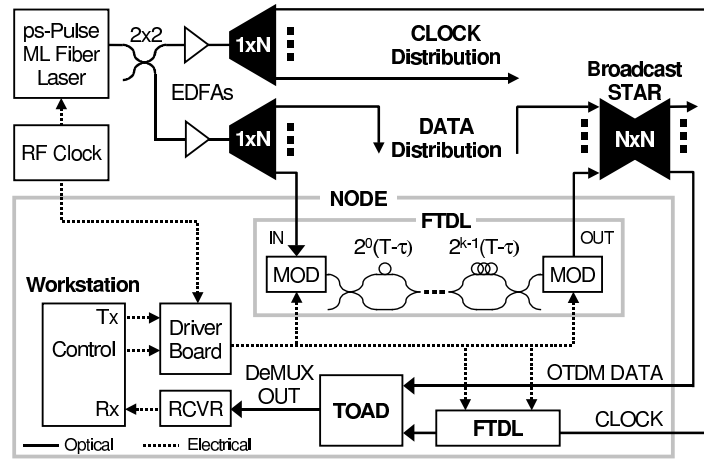 ps-Pulse
ML Fiber
Laser
2x2
EDFAs
1xN
CLOCK
Distribution
1xN
DATA
Distribution
Broadcast
STAR
NxN
RF Clock
NODE
FTDL
IN
2⁰(T-τ)
2ᵏ⁻¹(T-τ)
OUT
MOD
MOD
Workstation
Tx
Control
Rx
Driver
Board
DeMUX
OUT
RCVR
TOAD
OTDM DATA
FTDL
CLOCK
Optical
Electrical